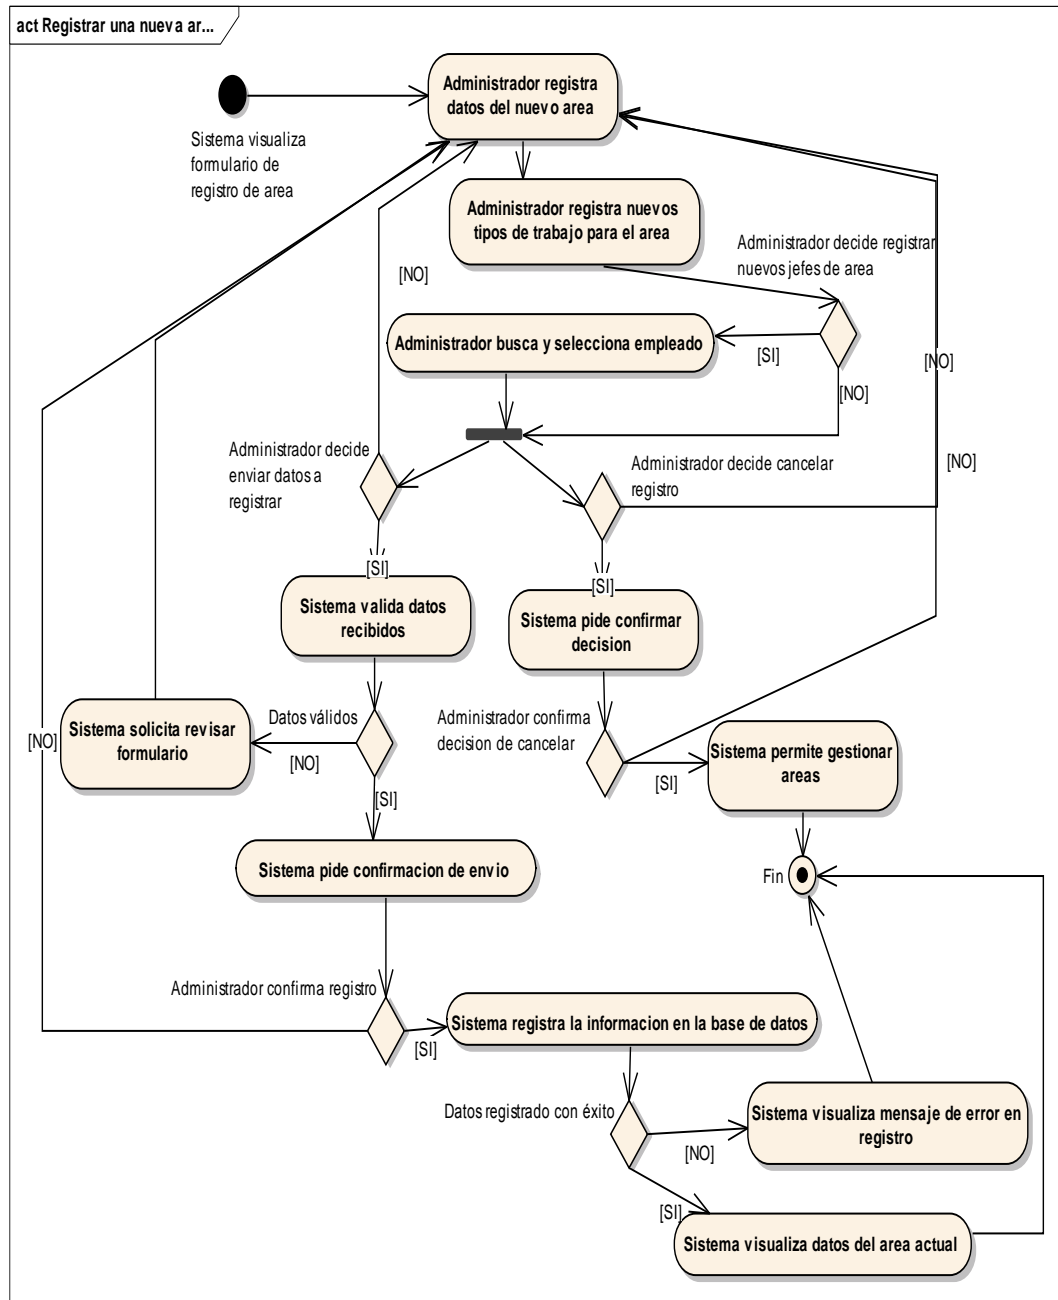 act Registrar una nueva ar...
Administrador registra
datos del nuevo area
Sistema visualiza
formulario de
registro de area
Administrador registra nuevos
tipos de trabajo para el area
Administrador decide registrar
nuevos jefes de area
[NO]
Administrador busca y selecciona empleado
[SI]
[NO]
[NO]
Administrador decide
enviar datos a
registrar
Administrador decide cancelar
registro
[NO]
[SI]
[SI]
Sistema valida datos
recibidos
Sistema pide confirmar
decision
Sistema solicita revisar
formulario
Datos válidos
[NO]
[NO]
[SI]
Administrador confirma
decision de cancelar
[SI]
Sistema permite gestionar
areas
Sistema pide confirmacion de envio
Fin
Administrador confirma registro
[SI]
Sistema registra la informacion en la base de datos
Datos registrado con éxito
[NO]
Sistema visualiza mensaje de error en
registro
[SI]
Sistema visualiza datos del area actual